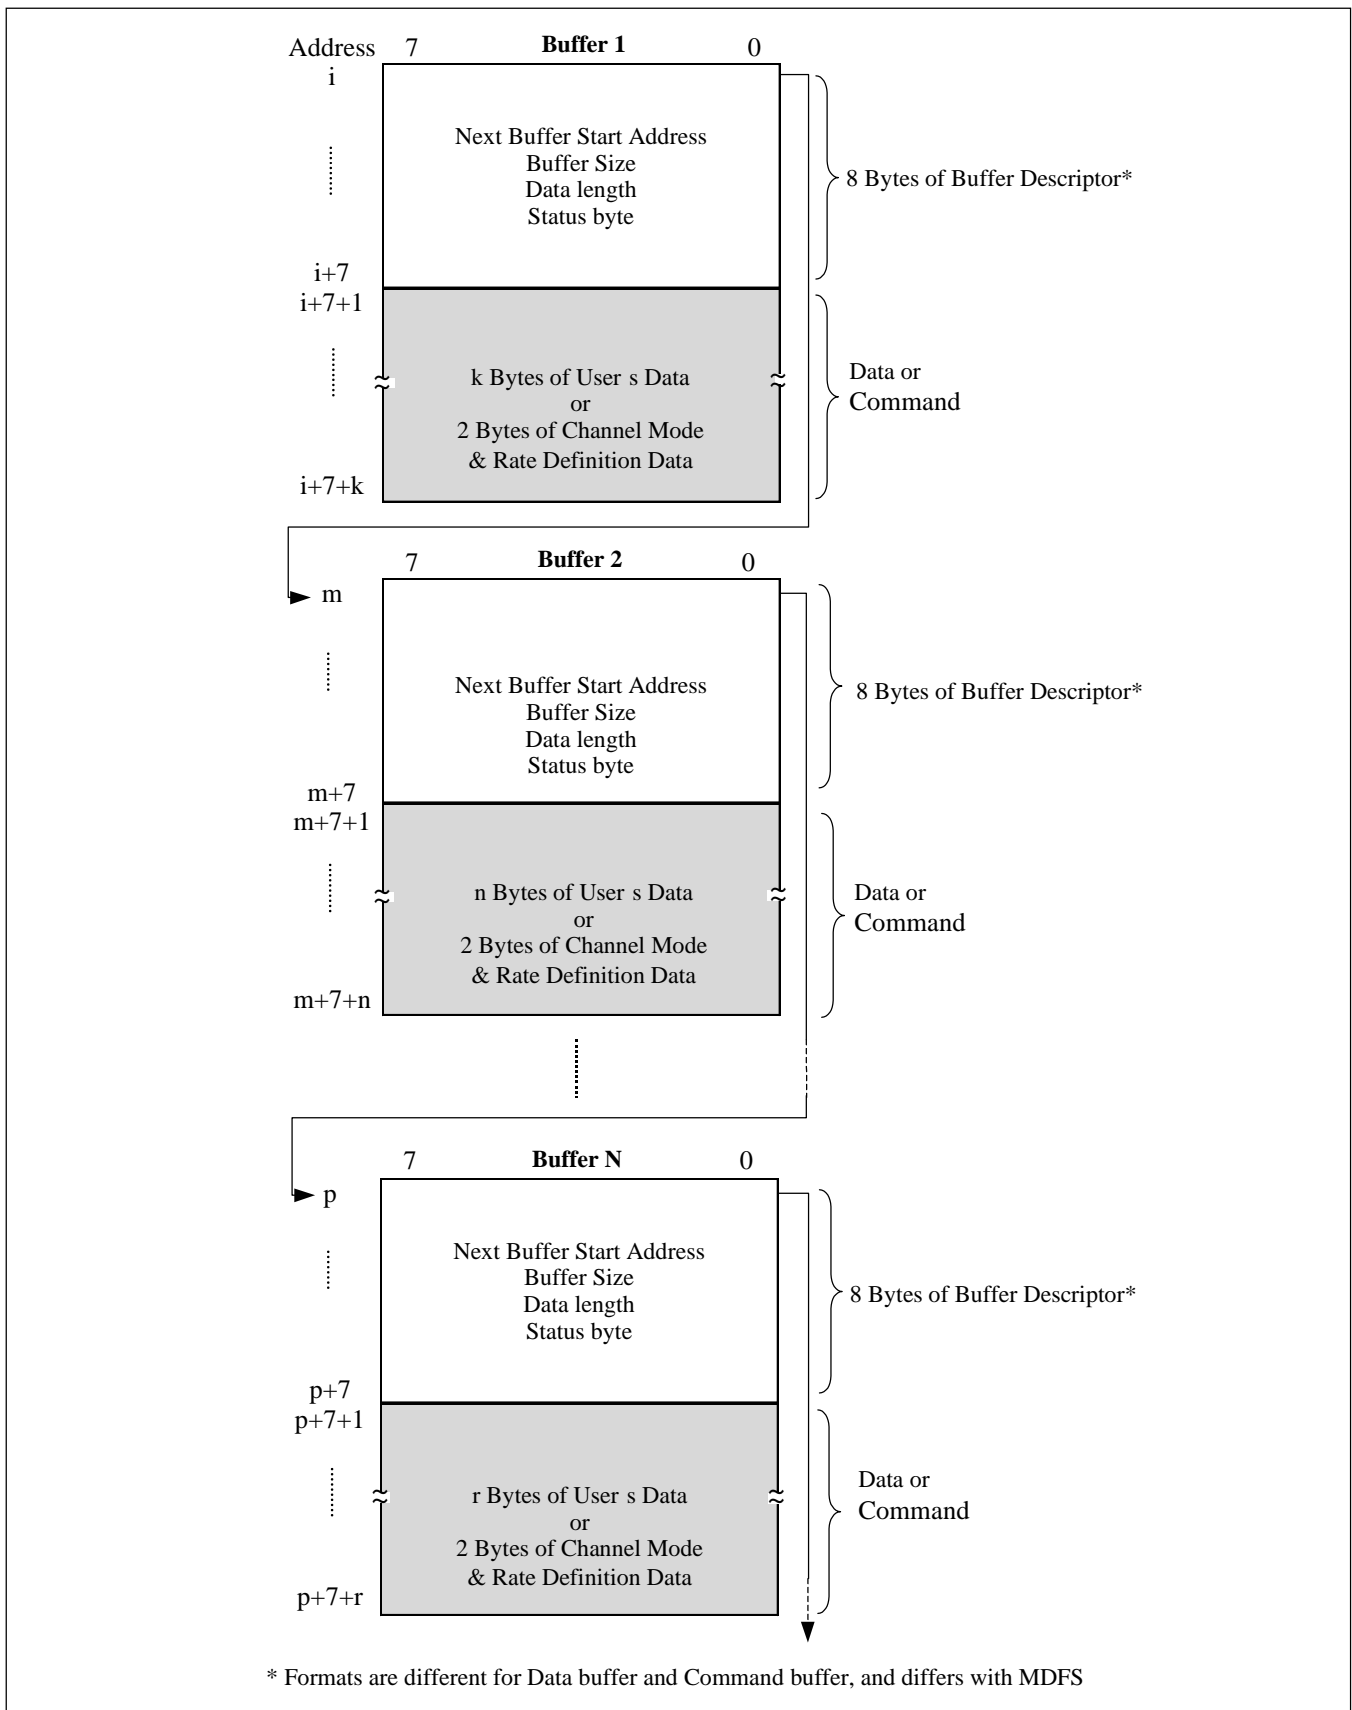 Address 7 Buffer 1 0
i
Next Buffer Start Address
Buffer Size
Data length
Status byte
8 Bytes of Buffer Descriptor*
i+7
i+7+1
k Bytes of User s Data
or
2 Bytes of Channel Mode
& Rate Definition Data
Data or
Command
i+7+k
7 Buffer 2 0
m
Next Buffer Start Address
Buffer Size
Data length
Status byte
8 Bytes of Buffer Descriptor*
m+7
m+7+1
n Bytes of User s Data
or
2 Bytes of Channel Mode
& Rate Definition Data
Data or
Command
m+7+n
7 Buffer N 0
p
Next Buffer Start Address
Buffer Size
Data length
Status byte
8 Bytes of Buffer Descriptor*
p+7
p+7+1
r Bytes of User s Data
or
2 Bytes of Channel Mode
& Rate Definition Data
Data or
Command
p+7+r
* Formats are different for Data buffer and Command buffer, and differs with MDFS